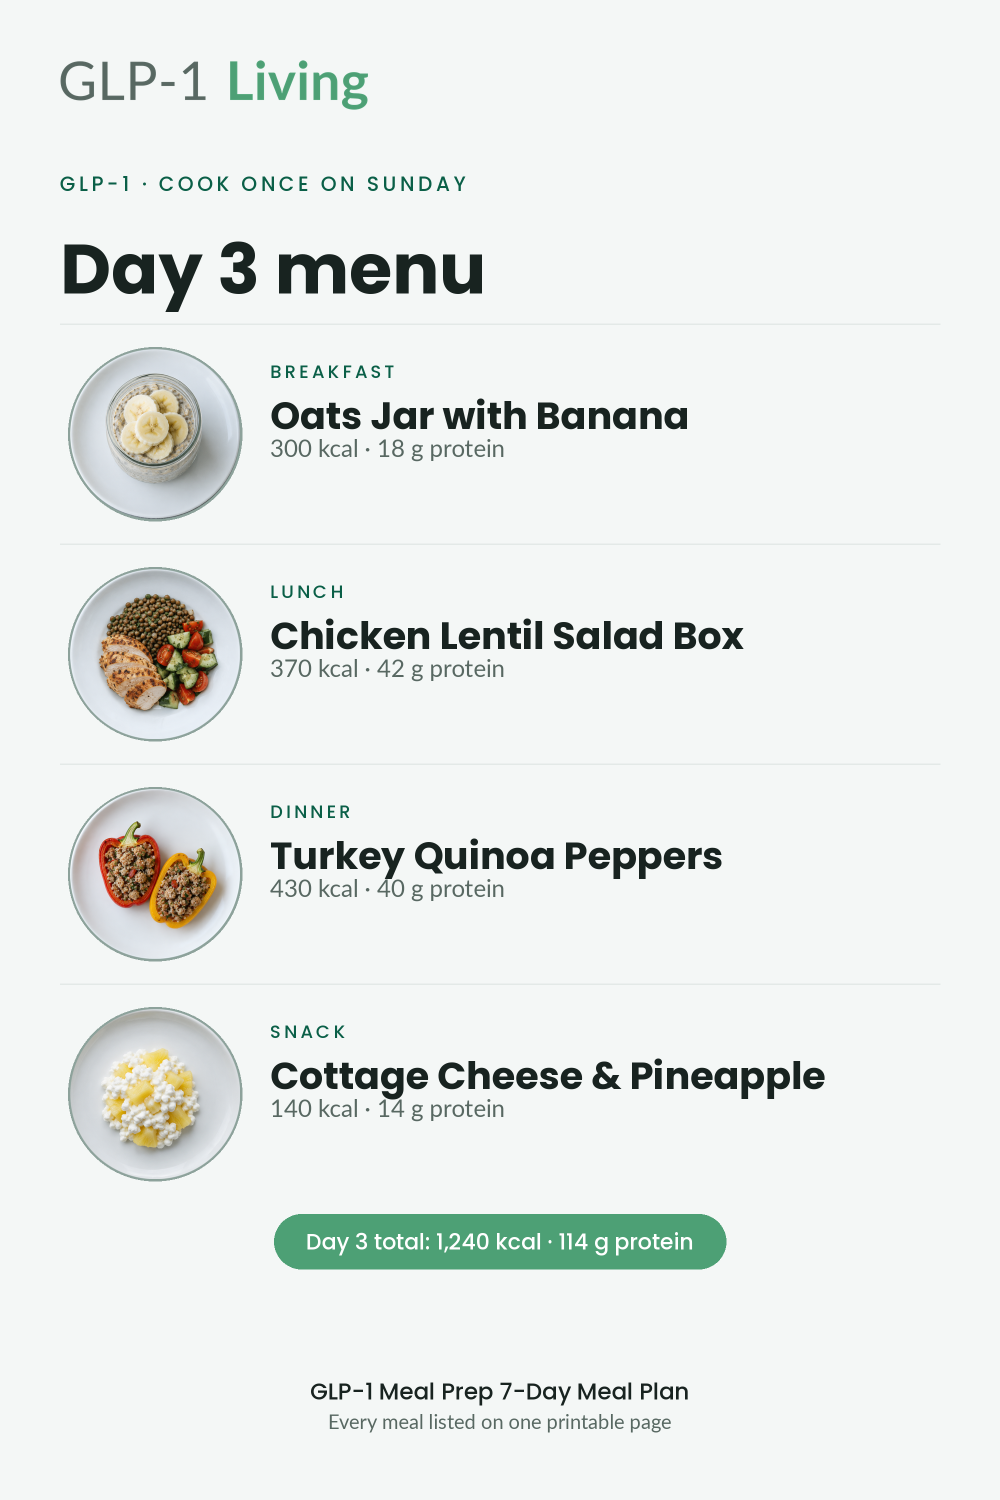 GLP-1 Living
GLP-1 · COOK ONCE ON SUNDAY
Day 3 menu
BREAKFAST
Oats Jar with Banana
300 kcal · 18 g protein
LUNCH
Chicken Lentil Salad Box
370 kcal · 42 g protein
DINNER
Turkey Quinoa Peppers
430 kcal · 40 g protein
SNACK
Cottage Cheese & Pineapple
140 kcal · 14 g protein
Day 3 total: 1,240 kcal · 114 g protein
GLP-1 Meal Prep 7-Day Meal Plan
Every meal listed on one printable page